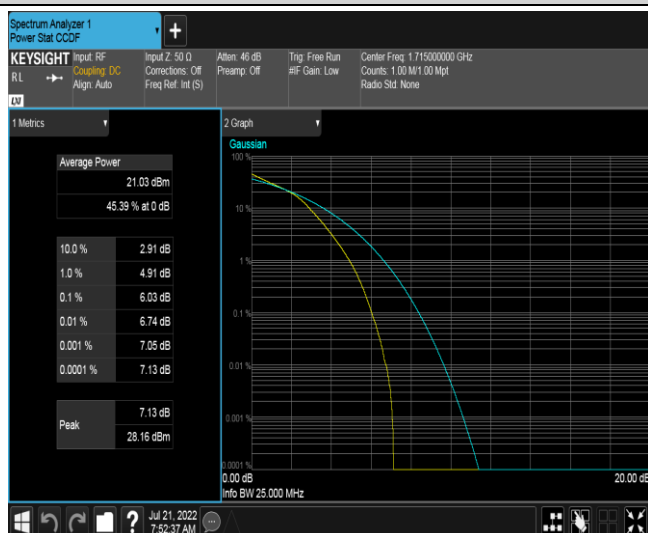 Spectrum Analyzer 1
Power Stat CCDF
+
KEYSIGHT
RL
LXI
Input: RF
Coupling: DC
Align: Auto
Input Z: 50 Ω
Corrections: Off
Freq Ref: Int (S)
Atten: 46 dB
Preamp: Off
Trig: Free Run
#IF Gain: Low
Center Freq: 1.715000000 GHz
Counts: 1.00 M/1.00 Mpt
Radio Std: None
1 Metrics
Average Power
21.03 dBm
45.39 % at 0 dB
10.0 % 2.91 dB
1.0 % 4.91 dB
0.1 % 6.03 dB
0.01 % 6.74 dB
0.001 % 7.05 dB
0.0001 % 7.13 dB
Peak
7.13 dB
28.16 dBm
2 Graph
Gaussian
100 %
10 %
1 %
0.1 %
0.01 %
0.001 %
0.0001 %
0.00 dB
20.00 dB
Info BW 25.000 MHz
?
Jul 21, 2022
7:52:37 AM